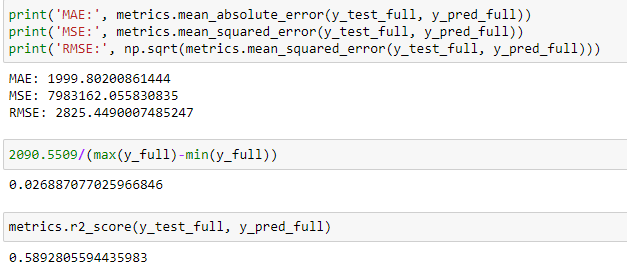 print('MAE:', metrics.mean_absolute_error(y_test_full, y_pred_full))
print('MSE:', metrics.mean_squared_error(y_test_full, y_pred_full))
print('RMSE:', np.sqrt(metrics.mean_squared_error(y_test_full, y_pred_full)))
MAE: 1999.80200861444
MSE: 7983162.055830835
RMSE: 2825.4490007485247
2090.5509/(max(y_full)-min(y_full))
0.026887077025966846
metrics.r2_score(y_test_full, y_pred_full)
0.5892805594435983